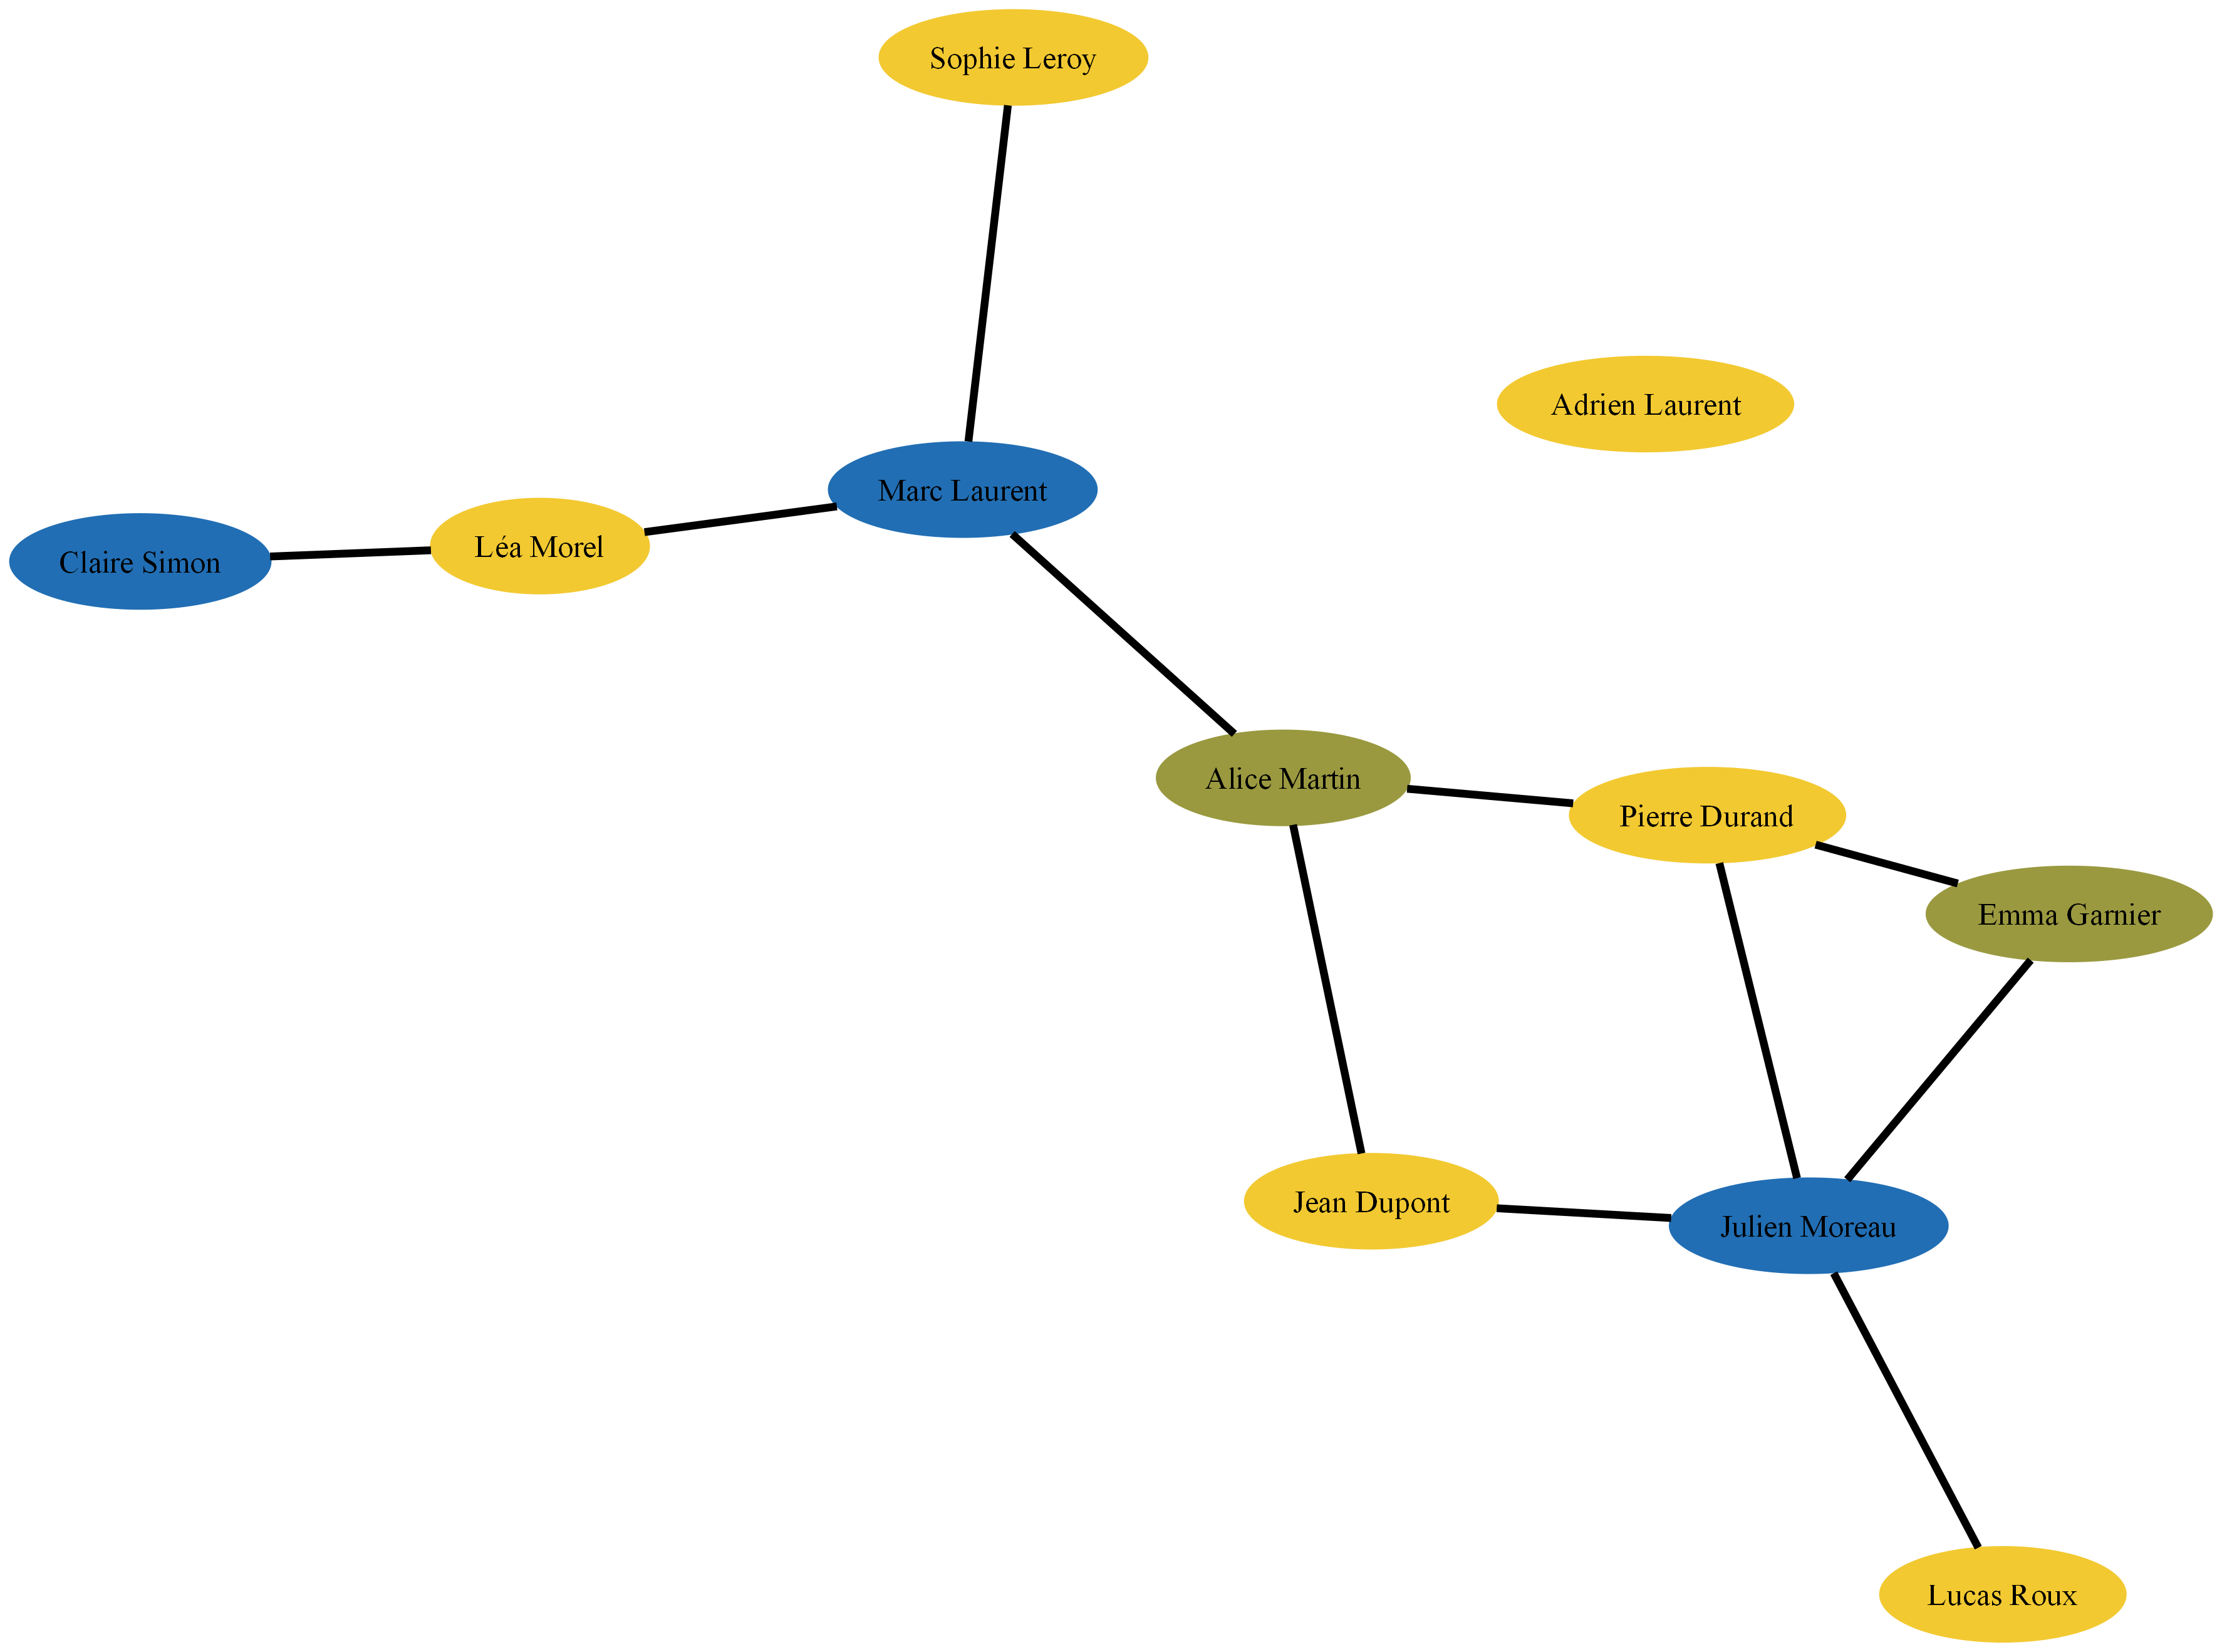 Sophie Leroy
Adrien Laurent
Marc Laurent
Léa Morel
Claire Simon
Alice Martin
Pierre Durand
Emma Garnier
Jean Dupont
Julien Moreau
Lucas Roux